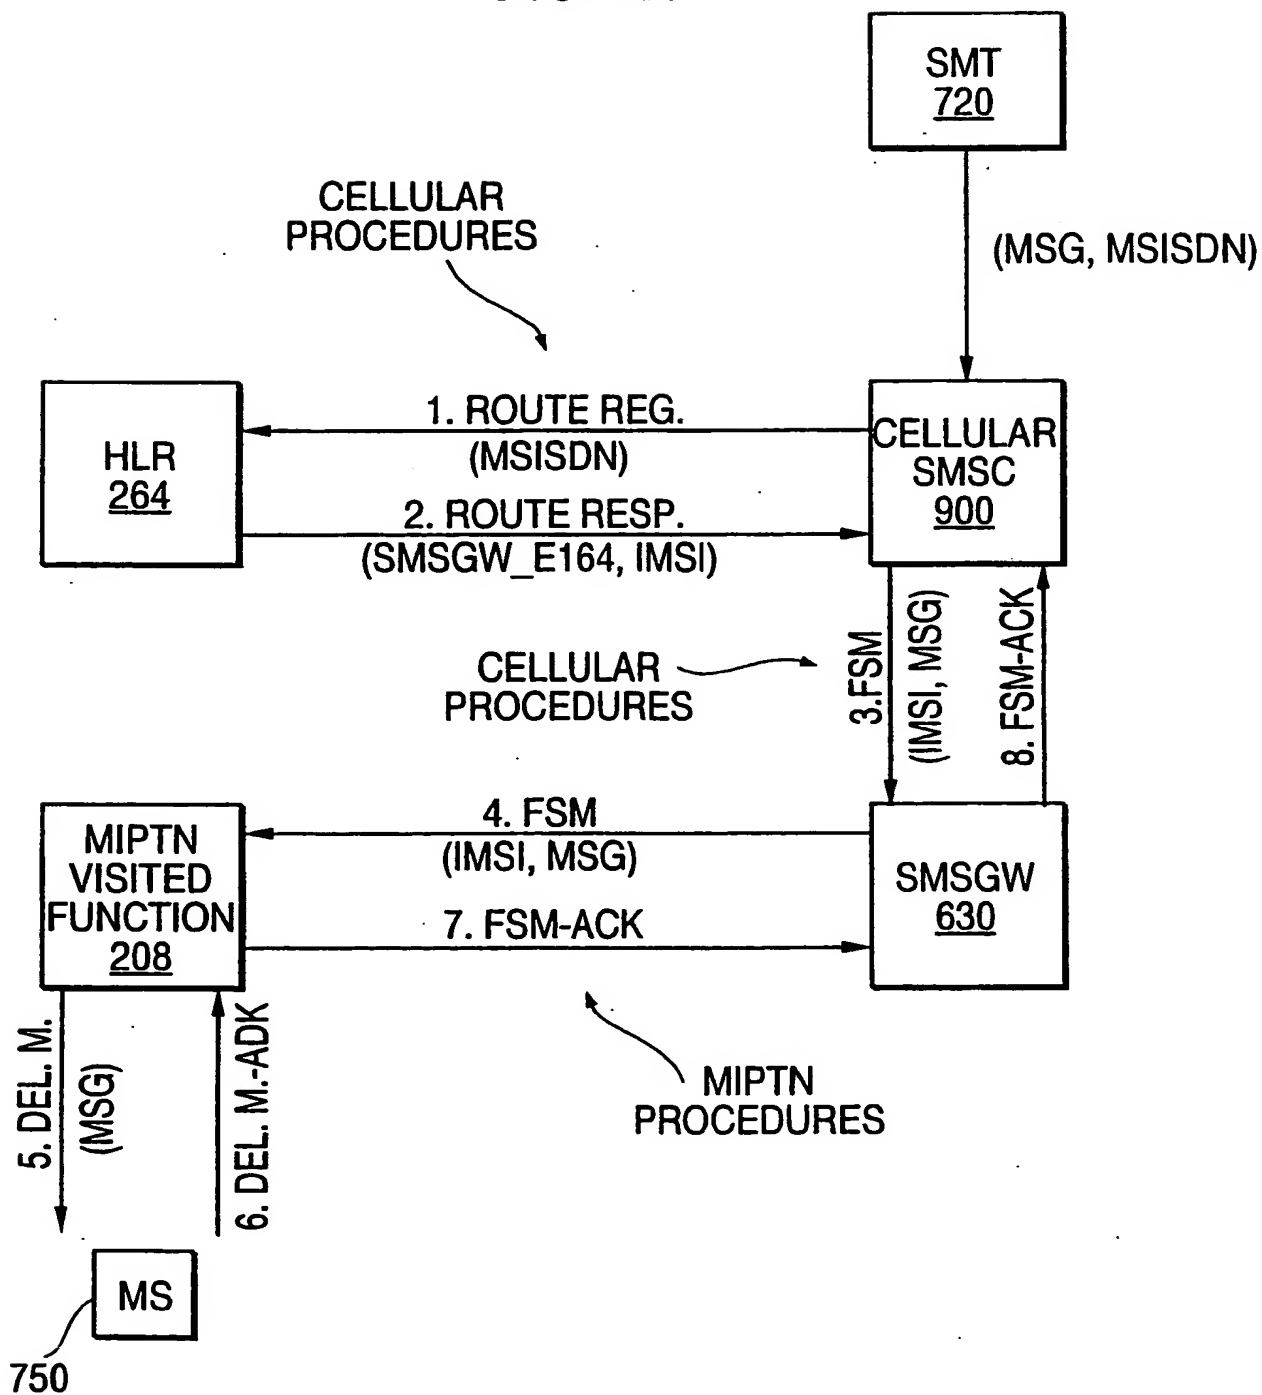 SMT
720
CELLULAR
PROCEDURES
(MSG, MSISDN)
1. ROUTE REG.
(MSISDN)
HLR
264
CELLULAR
SMSC
900
2. ROUTE RESP.
(SMSGW_E164, IMSI)
CELLULAR
PROCEDURES
3.FSM
(IMSI, MSG)
8. FSM-ACK
MIPTN
VISITED
FUNCTION
208
4. FSM
(IMSI, MSG)
7. FSM-ACK
SMSGW
630
5. DEL. M.
(MSG)
6. DEL. M.-ADK
MIPTN
PROCEDURES
MS
750